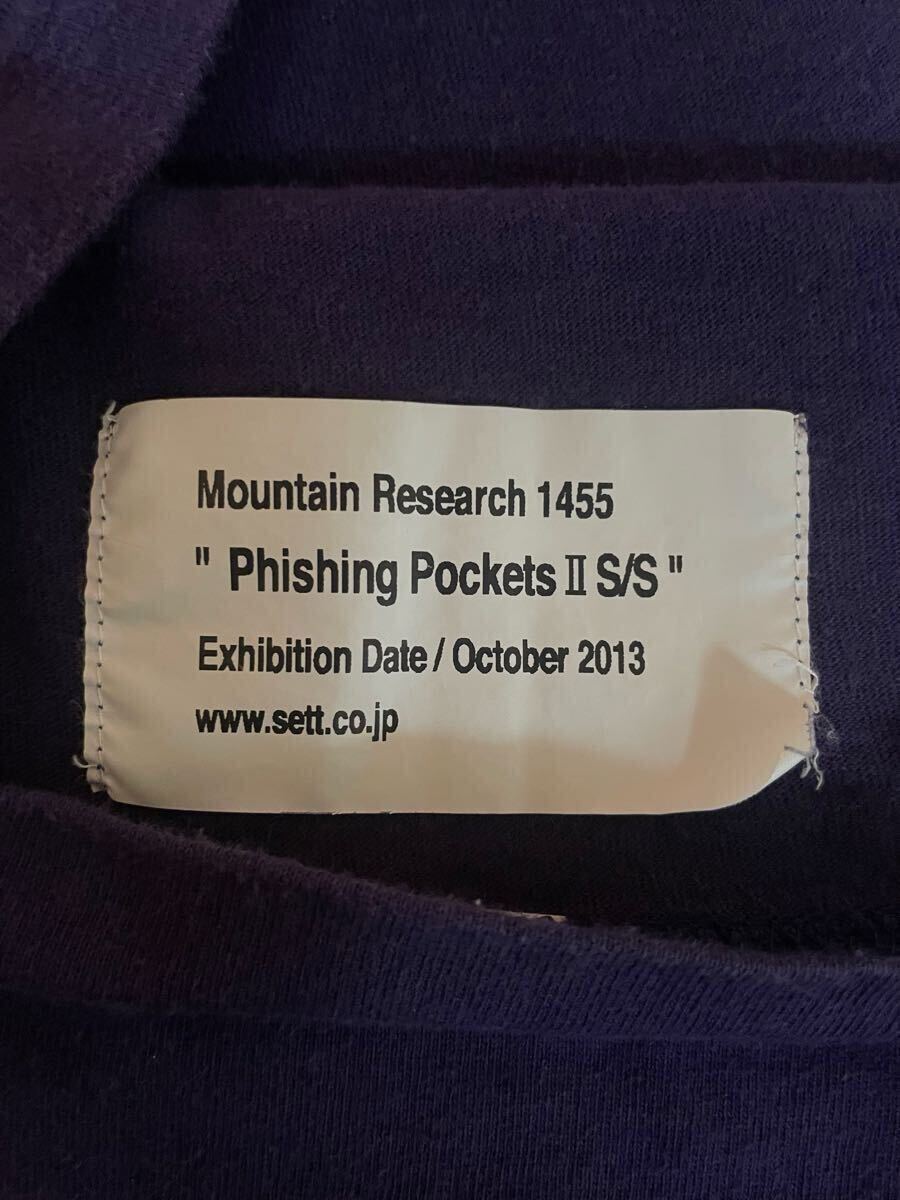 Mountain Research 1455
" Phishing Pockets Ⅱ S/S "
Exhibition Date / October 2013
www.sett.co.jp